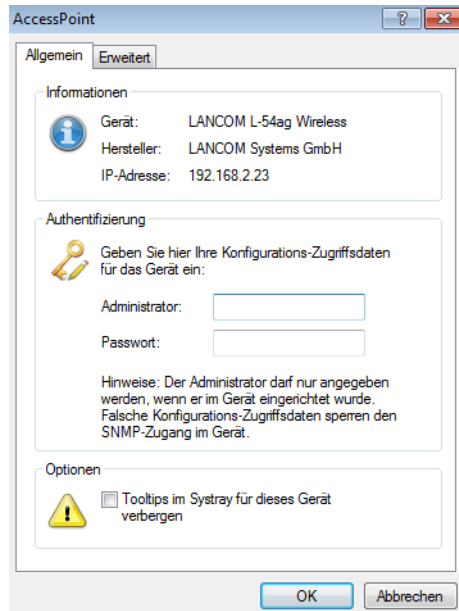 AccessPoint
Allgemein
Erweitert
Informationen
Gerät: LANCOM L-54ag Wireless
Hersteller: LANCOM Systems GmbH
IP-Adresse: 192.168.2.23
Authentifizierung
Geben Sie hier Ihre Konfigurations-Zugriffsdaten
für das Gerät ein:
Administrator:
Passwort:
Hinweise: Der Administrator darf nur angegeben
werden, wenn er im Gerät eingerichtet wurde.
Falsche Konfigurations-Zugriffsdaten sperren den
SNMP-Zugang im Gerät.
Optionen
Tooltips im Systray für dieses Gerät
verbergen
OK
Abbrechen